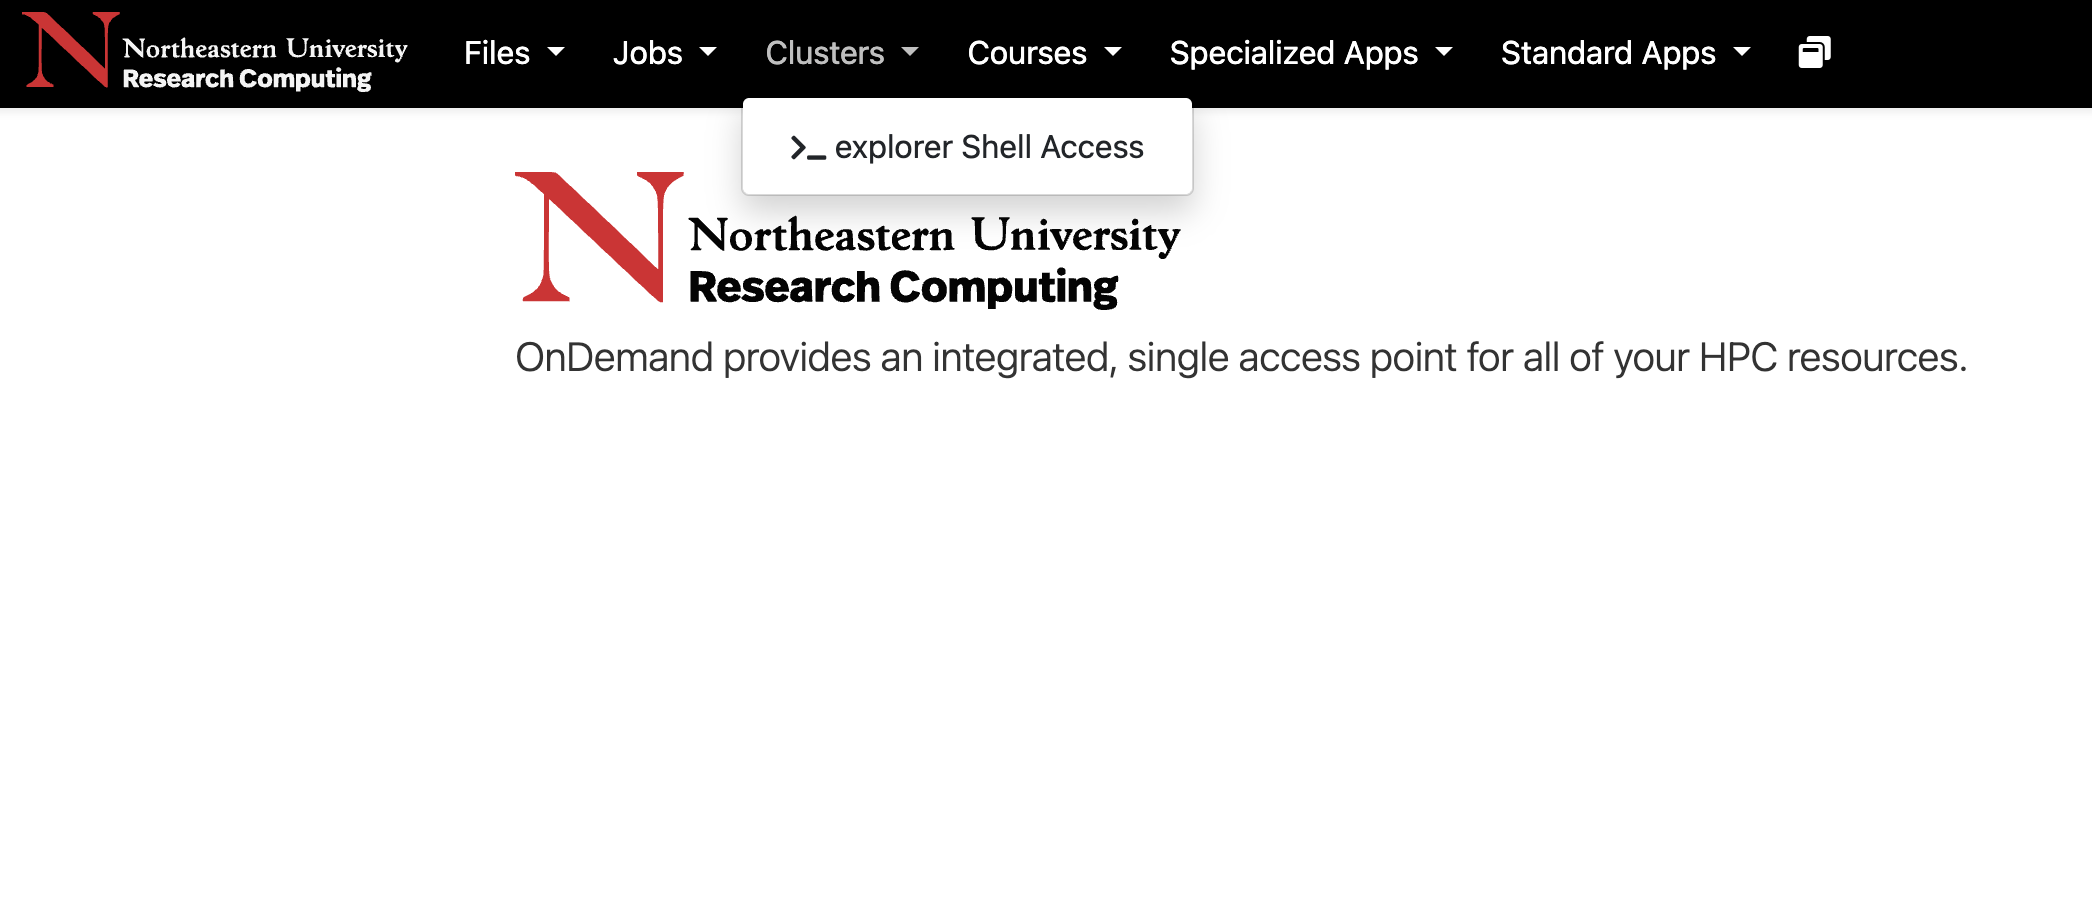 Northeastern University
Research Computing
Files Jobs Clusters Courses Specialized Apps Standard Apps
>_ explorer Shell Access
Northeastern University
Research Computing
OnDemand provides an integrated, single access point for all of your HPC resources.